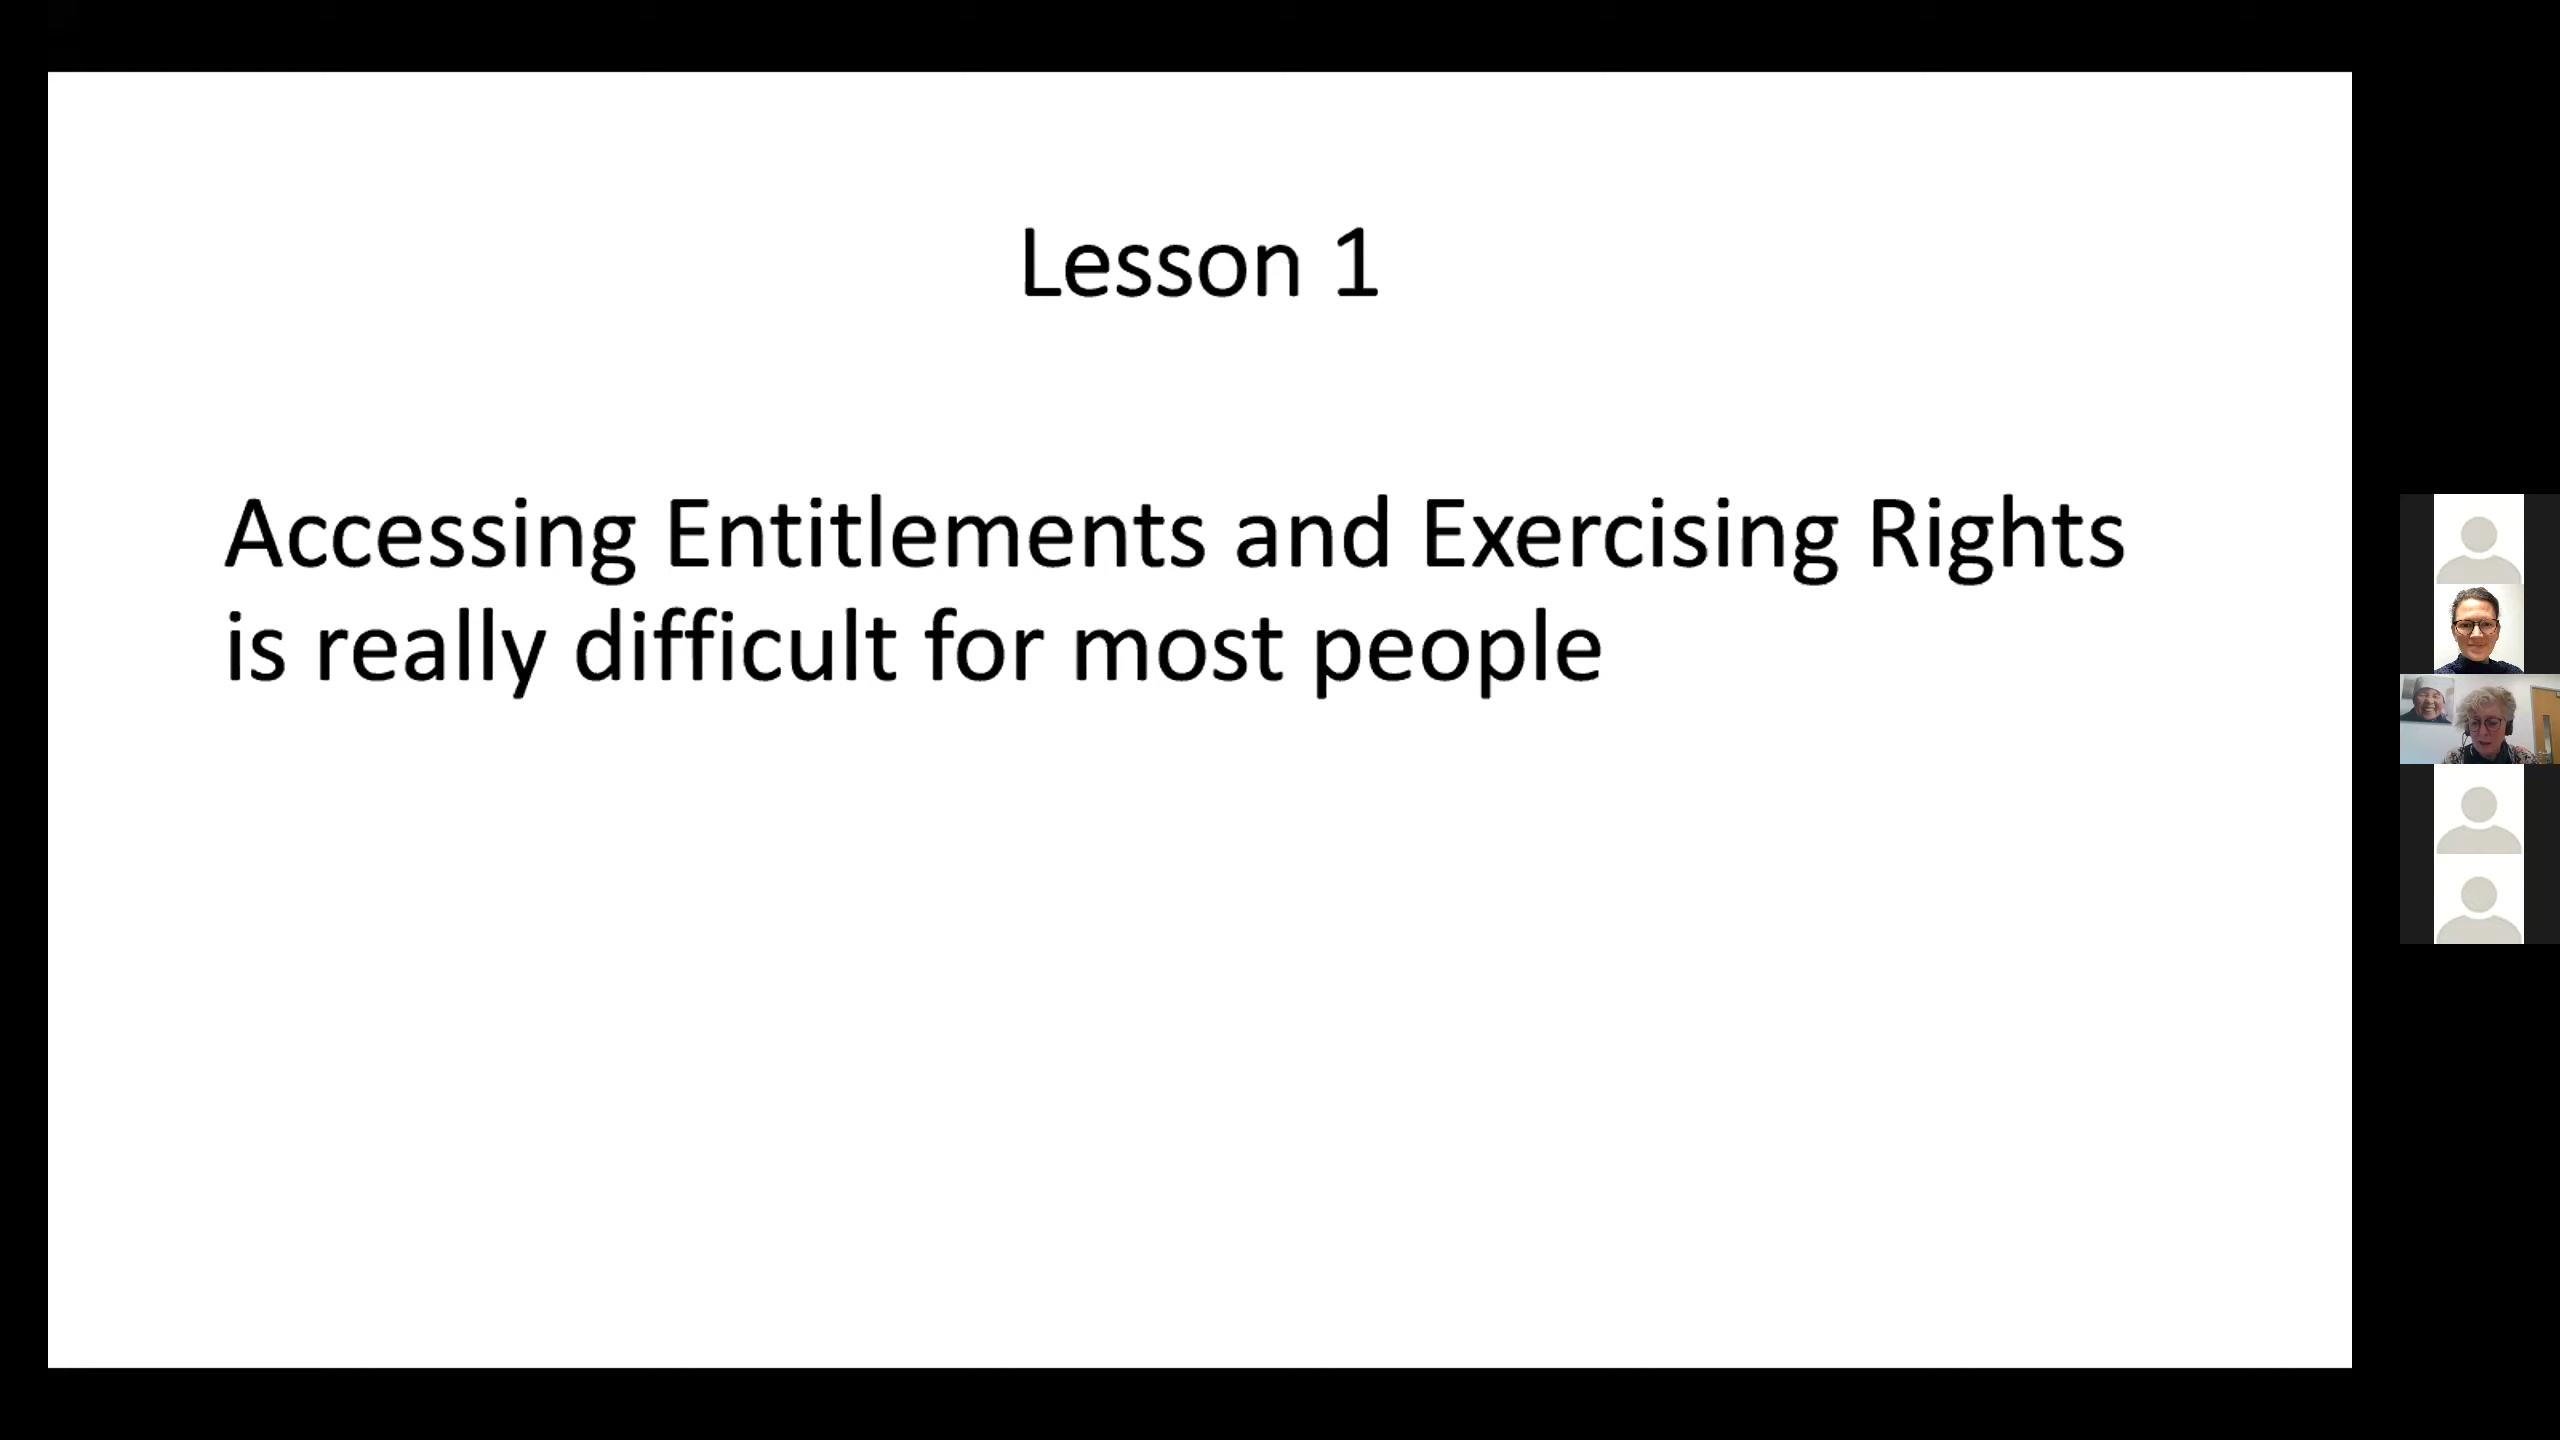 Lesson 1
Accessing Entitlements and Exercising Rights
is really difficult for most people